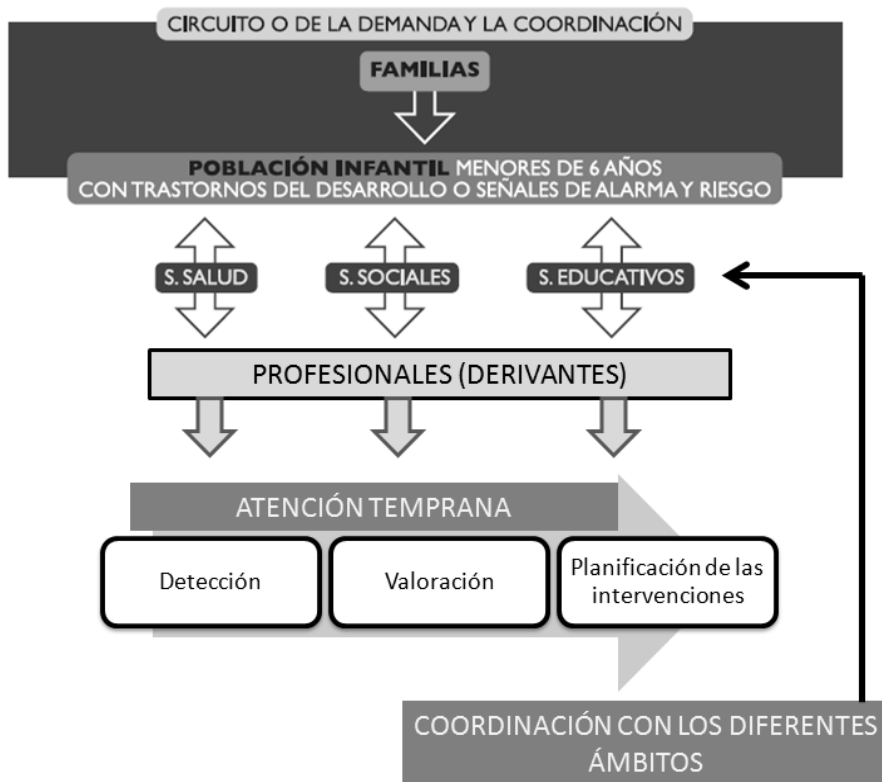 CIRCUITO O DE LA DEMANDA Y LA COORDINACIÓN
FAMILIAS
POBLACIÓN INFANTIL MENORES DE 6 AÑOS
CON TRASTORNOS DEL DESARROLLO O SEÑALES DE ALARMA Y RIESGO
S. SALUD
S. SOCIALES
S. EDUCATIVOS
PROFESIONALES (DERIVANTES)
ATENCIÓN TEMPRANA
Detección
Valoración
Planificación de las
intervenciones
COORDINACIÓN CON LOS DIFERENTES
ÁMBITOS